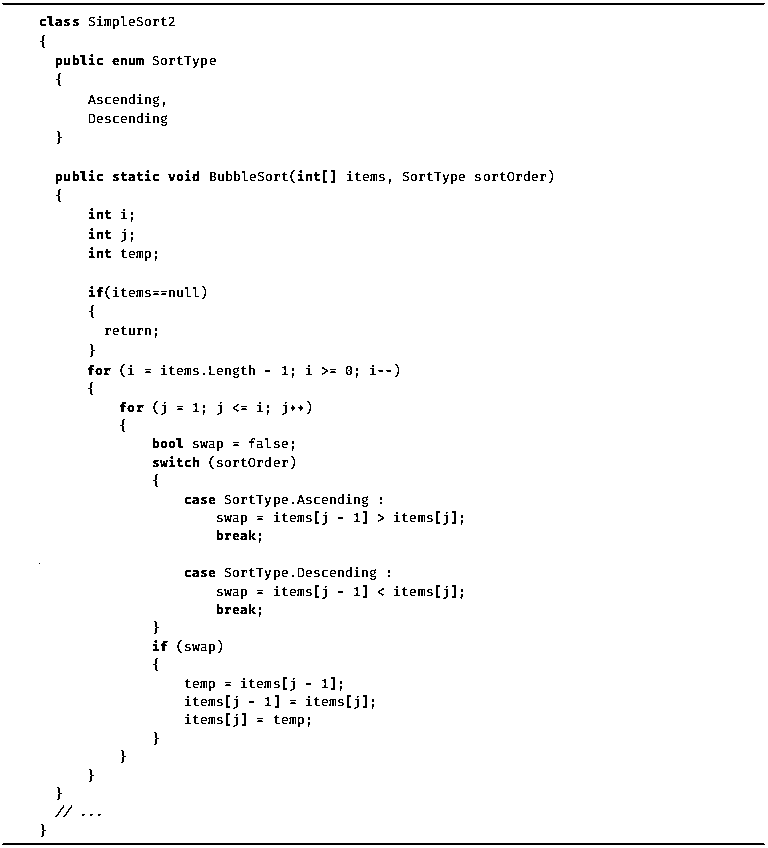 class SimpleSort2
{
  public enum SortType
  {
      Ascending,
      Descending
  }

  public static void BubbleSort(int[] items, SortType sortOrder)
  {
      int i;
      int j;
      int temp;

      if(items==null)
      {
        return;
      }
      for (i = items.Length - 1; i >= 0; i--)
      {
          for (j = 1; j <= i; j++)
          {
              bool swap = false;
              switch (sortOrder)
              {
                  case SortType.Ascending :
                      swap = items[j - 1] > items[j];
                      break;

                  case SortType.Descending :
                      swap = items[j - 1] < items[j];
                      break;
              }
              if (swap)
              {
                  temp = items[j - 1];
                  items[j - 1] = items[j];
                  items[j] = temp;
              }
          }
      }
  }
  // ...
}